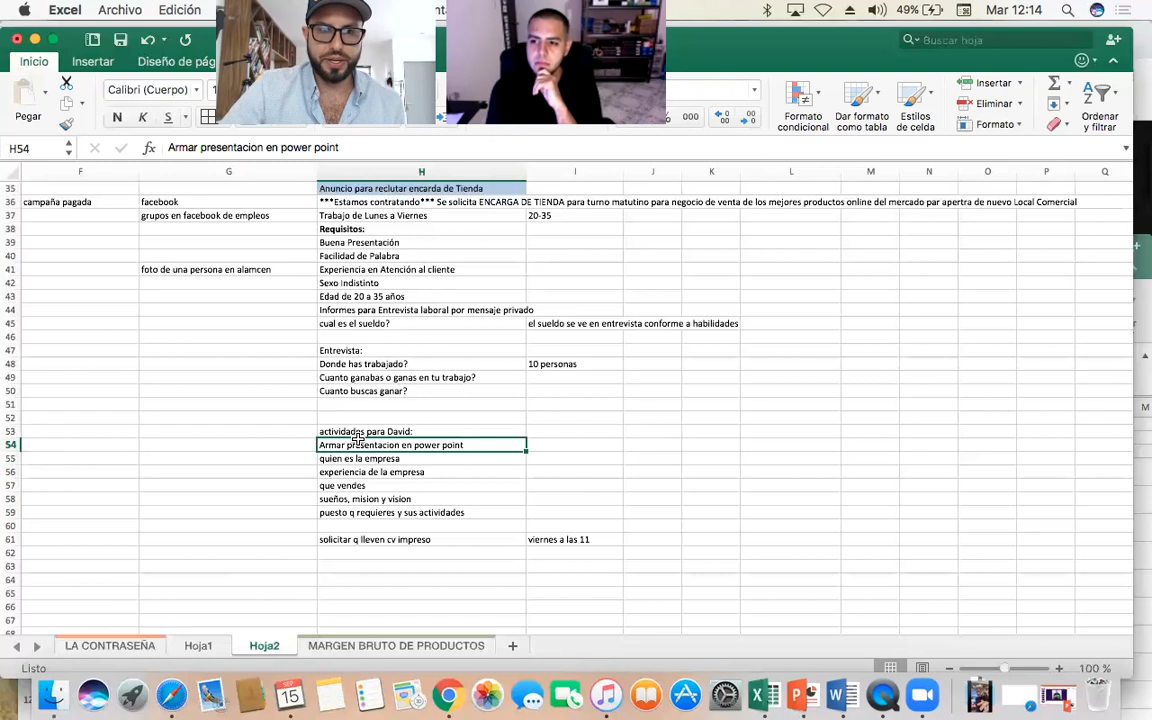 Excel Archivo Edición 49% Mar 12:14
Buscar hoja
Inicio Insertar Diseño de pág
Pegar
Calibri (Cuerpo)
N K S
000
Formato condicional
Dar formato como tabla
Estilos de celda
Insertar
Eliminar
Formato
Ordenar y filtrar
H54 fx Armar presentacion en power point
F G H I J K L M N O P Q
35 Anuncio para reclutar encarda de Tienda
36 campaña pagada facebook ***Estamos contratando*** Se solicita ENCARGA DE TIENDA para turno matutino para negocio de venta de los mejores productos online del mercado par apertra de nuevo Local Comercial
37 grupos en facebook de empleos Trabajo de Lunes a Viernes 20-35
38 Requisitos:
39 Buena Presentación
40 Facilidad de Palabra
41 foto de una persona en alamcen Experiencia en Atención al cliente
42 Sexo Indistinto
43 Edad de 20 a 35 años
44 Informes para Entrevista laboral por mensaje privado
45 cual es el sueldo? el sueldo se ve en entrevista conforme a habilidades
46
47 Entrevista:
48 Donde has trabajado? 10 personas
49 Cuanto ganabas o ganas en tu trabajo?
50 Cuanto buscas ganar?
51
52
53 actividades para David:
54 Armar presentacion en power point
55 quien es la empresa
56 experiencia de la empresa
57 que vendes
58 sueños, mision y vision
59 puesto q requieres y sus actividades
60
61 solicitar q lleven cv impreso viernes a las 11
62
63
64
65
66
67
68
LA CONTRASEÑA Hoja1 Hoja2 MARGEN BRUTO DE PRODUCTOS
Listo 100 %
SEP 15